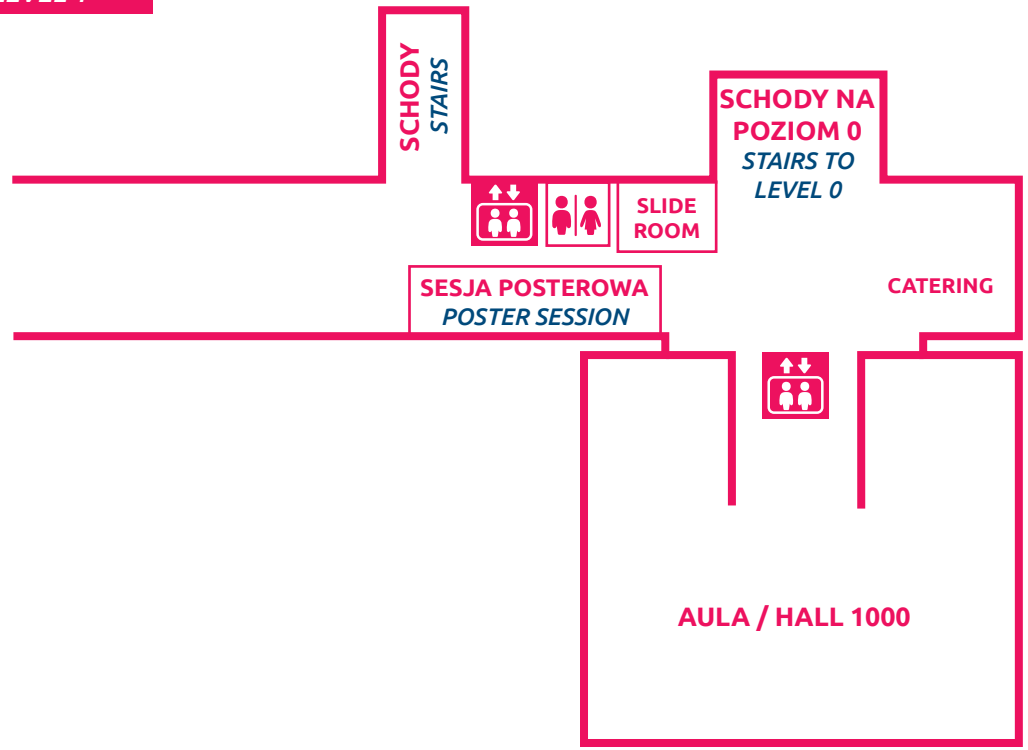 SCHODY
STAIRS
SCHODY NA
POZIOM 0
STAIRS TO
LEVEL 0
SLIDE
ROOM
SESJA POSTEROWA
POSTER SESSION
CATERING
AULA / HALL 1000